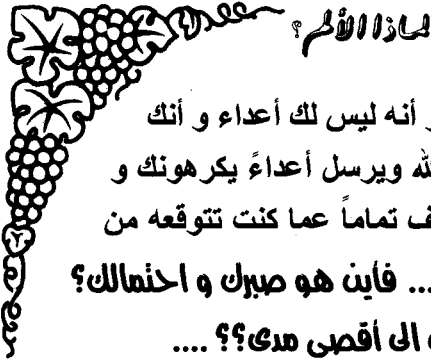 لماذا الألم ؟
أنه ليس لك أعداء و أنك
ويرسل أعداءً يكرهونك و
تماماً عما كنت تتوقعه من
... فأين هو صبرك و احتمالك؟
الى أقصى مدى؟؟ ....